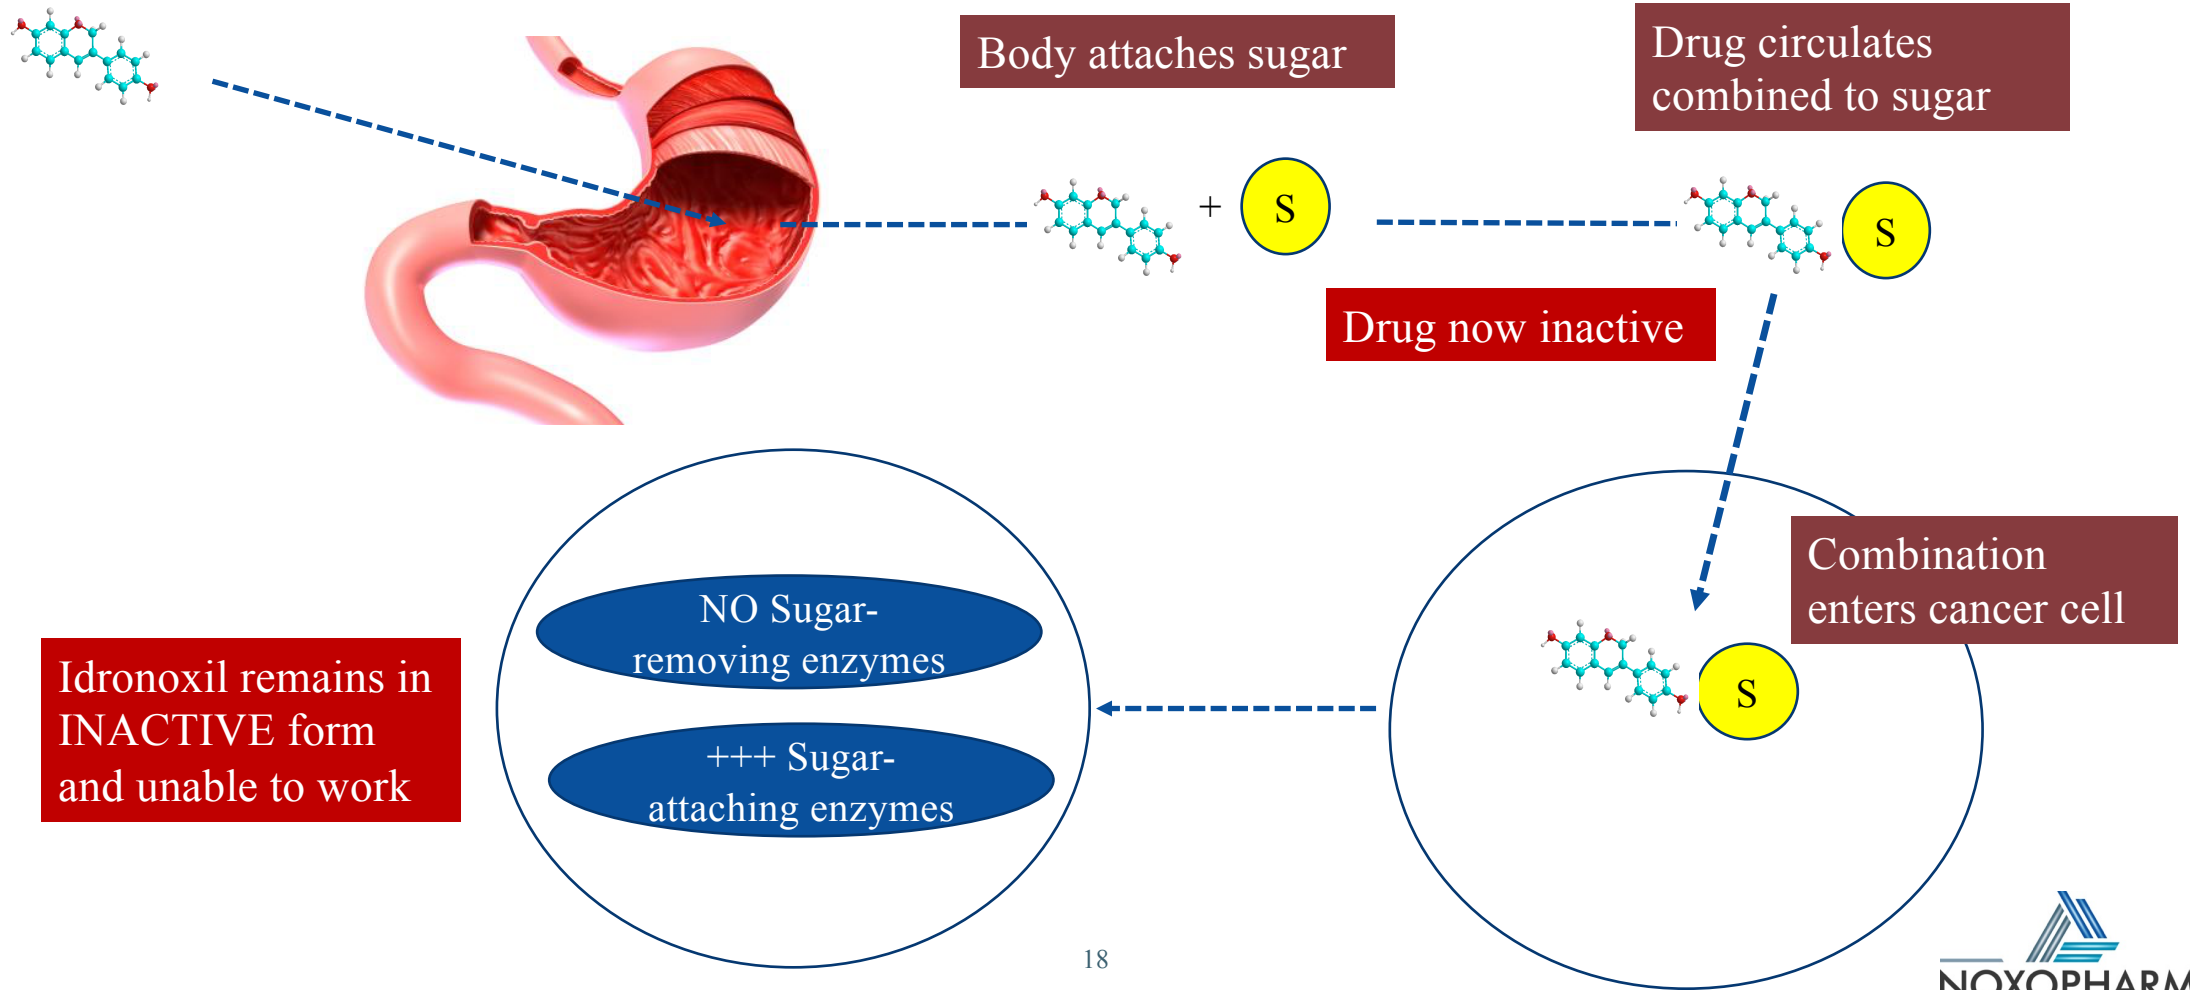 Body attaches sugar
Drug circulates
combined to sugar
+
S
S
Drug now inactive
Combination
enters cancer cell
S
NO Sugar-
removing enzymes
+++ Sugar-
attaching enzymes
Idronoxil remains in
INACTIVE form
and unable to work
18
NOXOPHARM